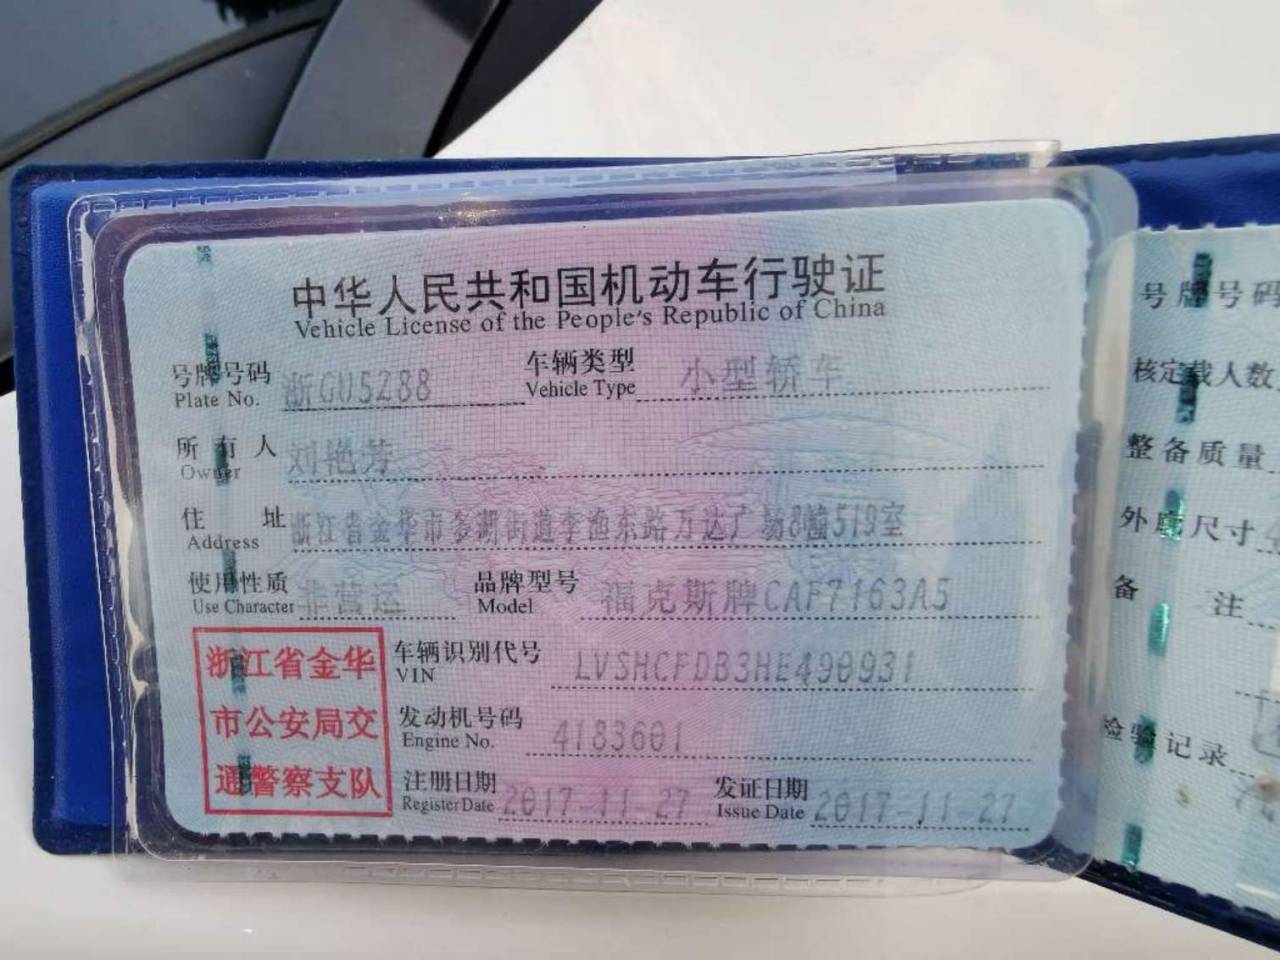 中华人民共和国机动车行驶证
Vehicle License of the People's Republic of China
号牌号码 浙GU5288 车辆类型 小型轿车
Plate No. Vehicle Type
所有人 刘艳芳
Owner
住址 浙江省金华市多湖街道李渔东路万达广场8幢519室
Address
使用性质 非营运 品牌型号 福克斯牌CAF7163A5
Use Character Model
浙江省金华
市公安局交
通警察支队
车辆识别代号 LVSHCFDB3HE490931
VIN
发动机号码 4183601
Engine No.
注册日期 2017-11-27 发证日期 2017-11-27
Register Date Issue Date
号牌号码
核定载人数
整备质量
外廓尺寸
备注
检验记录